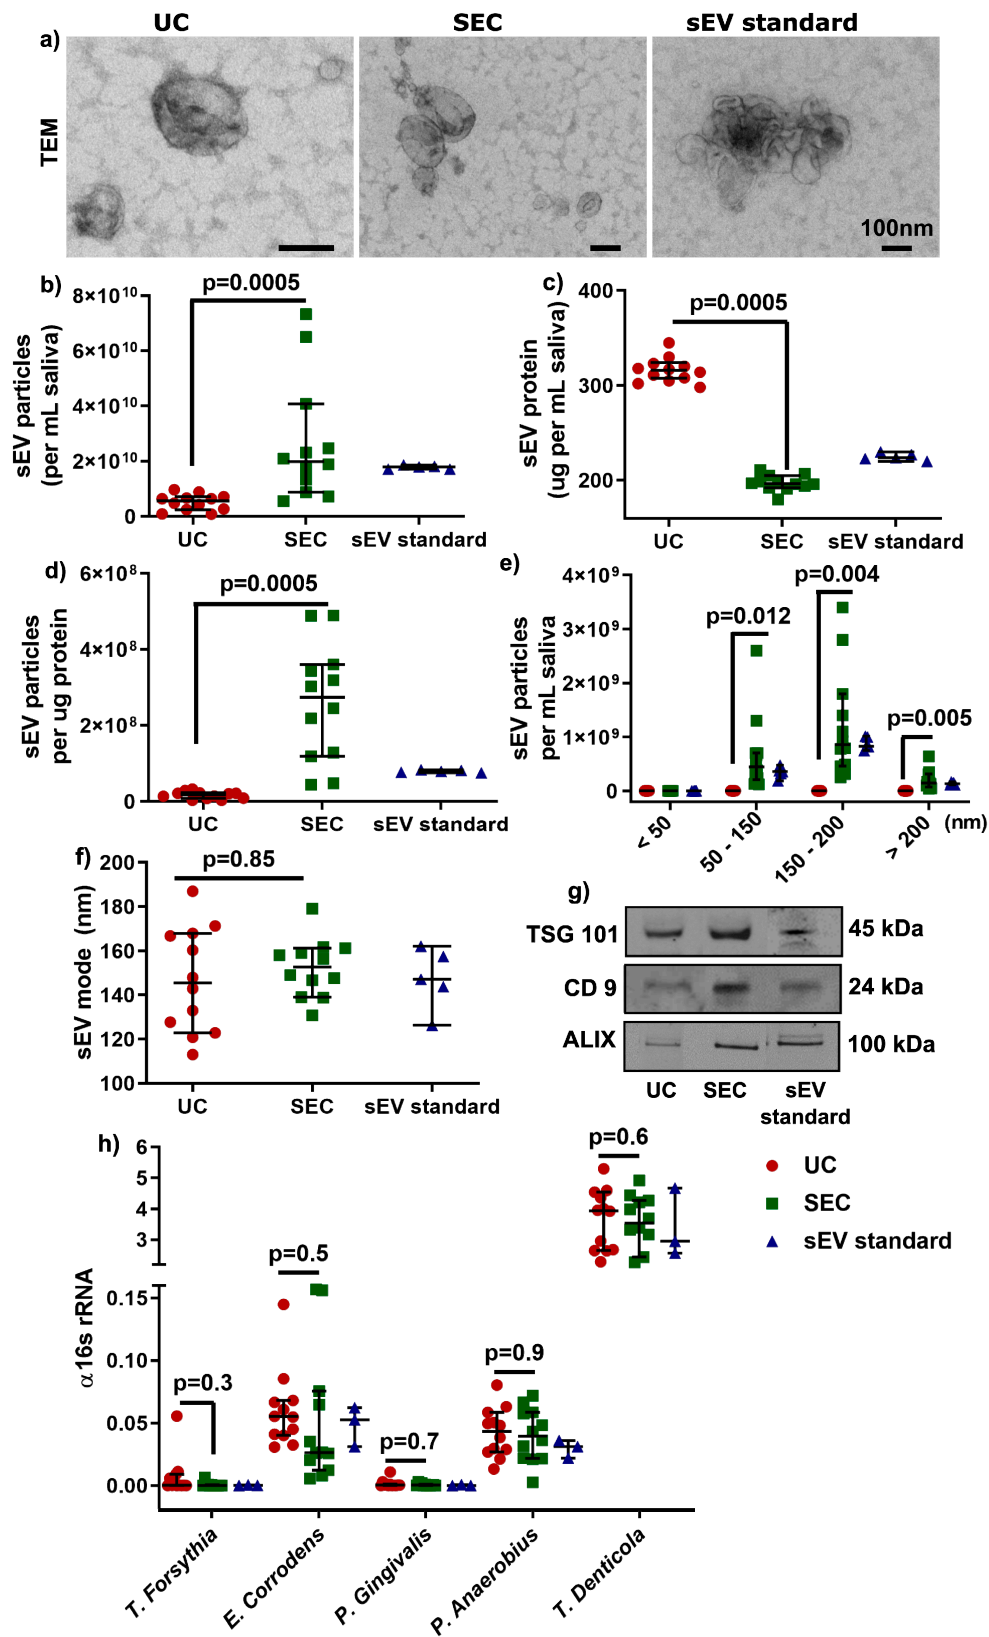 UC SEC sEV standard
a)
TEM
100nm
b)
p=0.0005
sEV particles
(per mL saliva)
8×10¹⁰
6×10¹⁰
4×10¹⁰
2×10¹⁰
0
UC SEC sEV standard
c)
p=0.0005
sEV protein
(ug per mL saliva)
400
300
200
UC SEC sEV standard
d)
p=0.0005
sEV particles
per ug protein
6×10⁸
4×10⁸
2×10⁸
0
UC SEC sEV standard
e)
sEV particles
per mL saliva
4×10⁹
3×10⁹
2×10⁹
1×10⁹
0
p=0.012
p=0.004
p=0.005
< 50
50 - 150
150 - 200
> 200
(nm)
f)
p=0.85
sEV mode (nm)
200
180
160
140
120
100
UC SEC sEV standard
g)
TSG 101 45 kDa
CD 9 24 kDa
ALIX 100 kDa
UC SEC sEV
standard
h)
α16s rRNA
6
5
4
3
0.15
0.10
0.05
0.00
p=0.3
p=0.5
p=0.7
p=0.9
p=0.6
T. Forsythia
E. Corrodens
P. Gingivalis
P. Anaerobius
T. Denticola
UC
SEC
sEV standard